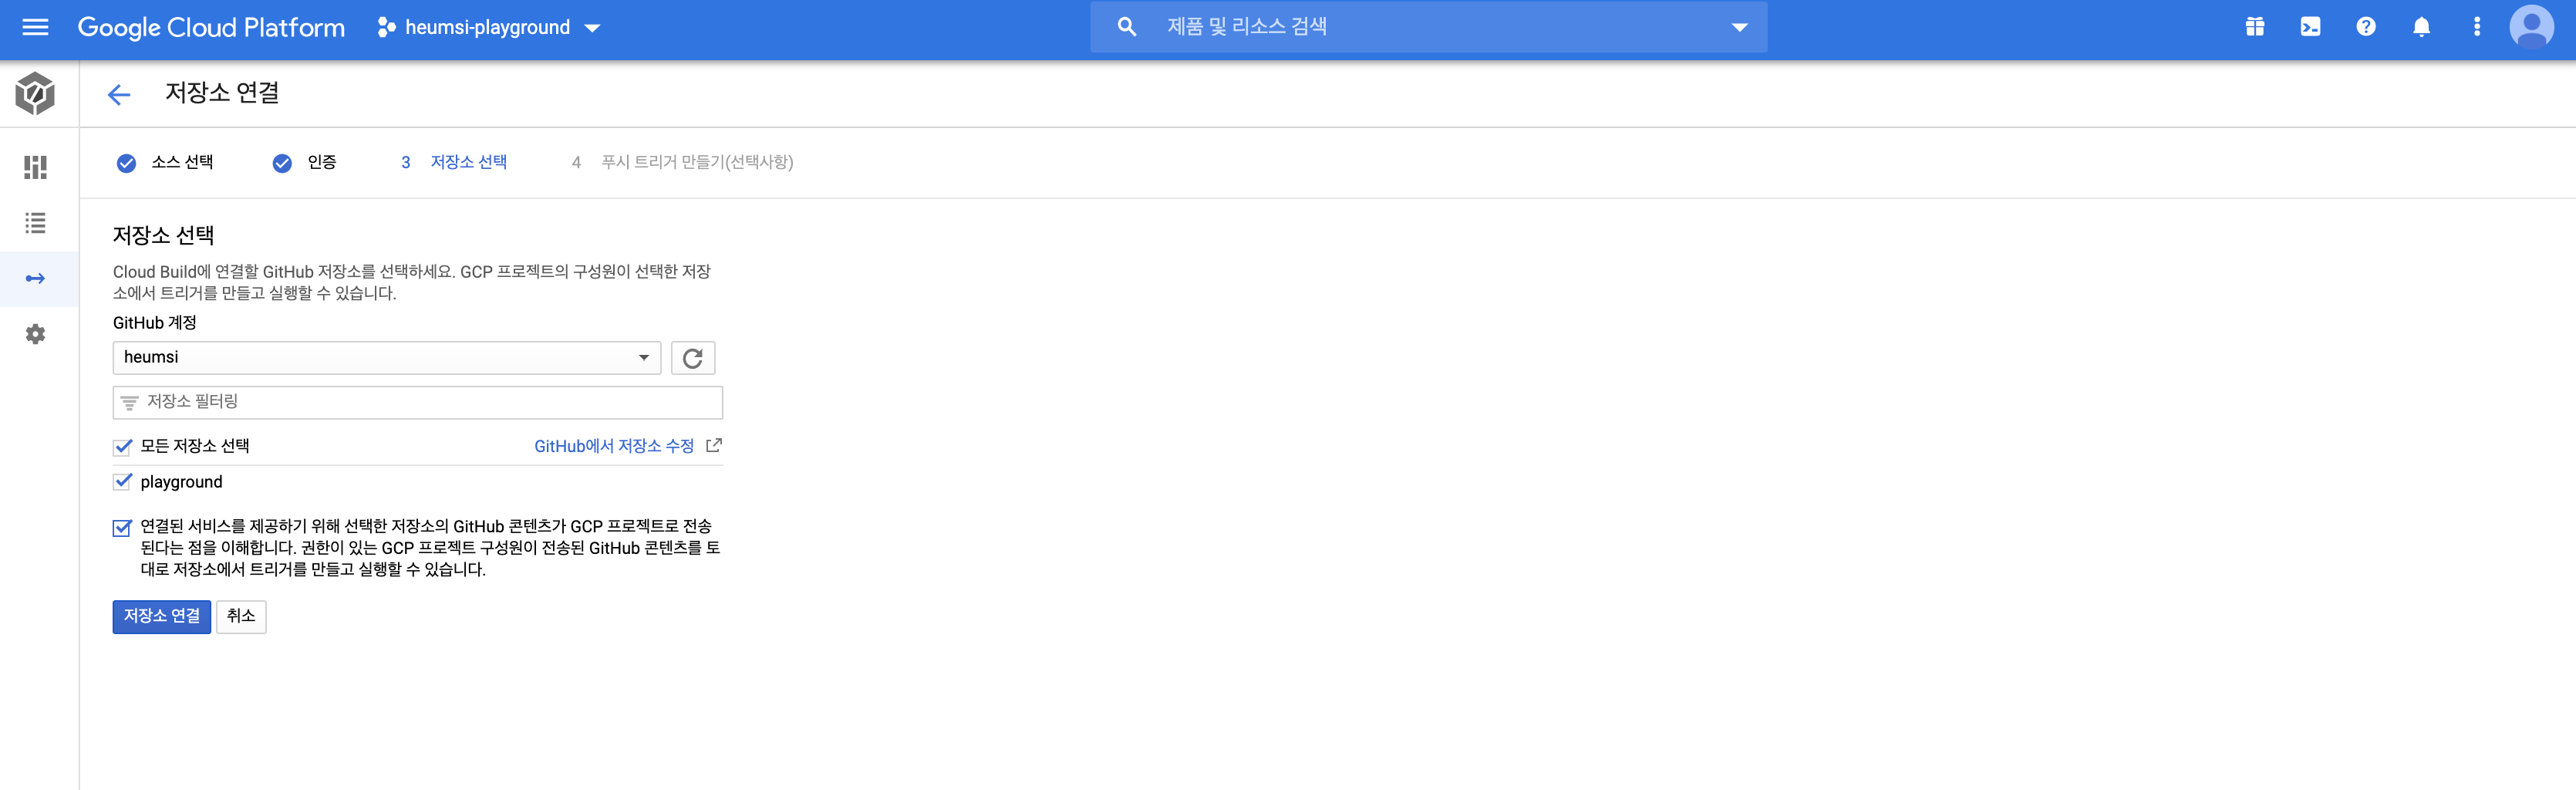 Google Cloud Platform
heumsi-playground
제품 및 리소스 검색
저장소 연결
소스 선택
인증
3 저장소 선택
4 푸시 트리거 만들기(선택사항)
저장소 선택
Cloud Build에 연결할 GitHub 저장소를 선택하세요. GCP 프로젝트의 구성원이 선택한 저장
소에서 트리거를 만들고 실행할 수 있습니다.
GitHub 계정
heumsi
저장소 필터링
모든 저장소 선택
GitHub에서 저장소 수정
playground
연결된 서비스를 제공하기 위해 선택한 저장소의 GitHub 콘텐츠가 GCP 프로젝트로 전송
된다는 점을 이해합니다. 권한이 있는 GCP 프로젝트 구성원이 전송된 GitHub 콘텐츠를 토
대로 저장소에서 트리거를 만들고 실행할 수 있습니다.
저장소 연결
취소